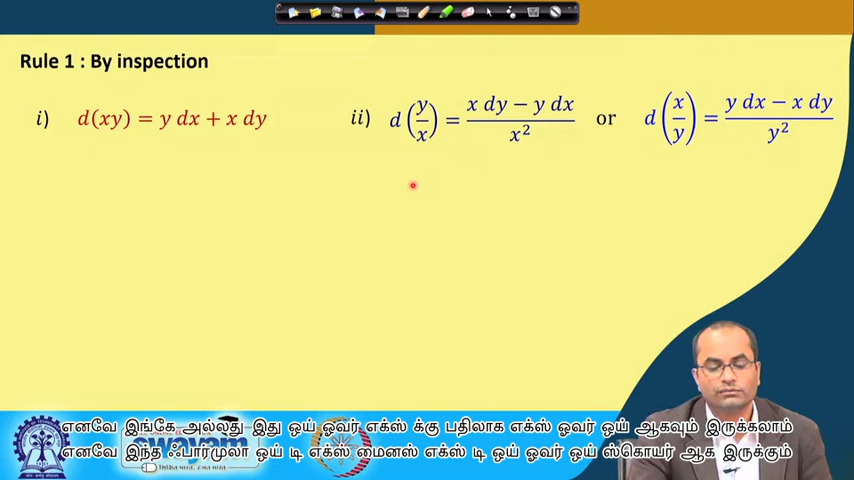 Rule 1 : By inspection
i) d(xy) = y dx + x dy ii) d(y/x) = (x dy − y dx)/x² or d(x/y) = (y dx − x dy)/y²
எனவே இங்கே அல்லது இது ஒய் ஓவர் எக்ஸ் க்கு பதிலாக எக்ஸ் ஓவர் ஒய் ஆகவும் இருக்கலாம்
எனவே இந்த ஃபார்முலா ஒய் டி எக்ஸ் மைனஸ் எக்ஸ் டி ஒய் ஓவர் ஒய் ஸ்கொயர் ஆக இருக்கும்
swayam